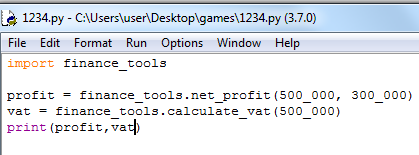 1234.py - C:\Users\user\Desktop\games\1234.py (3.7.0)
File Edit Format Run Options Window Help
import finance_tools
profit = finance_tools.net_profit(500_000, 300_000)
vat = finance_tools.calculate_vat(500_000)
print(profit,vat)